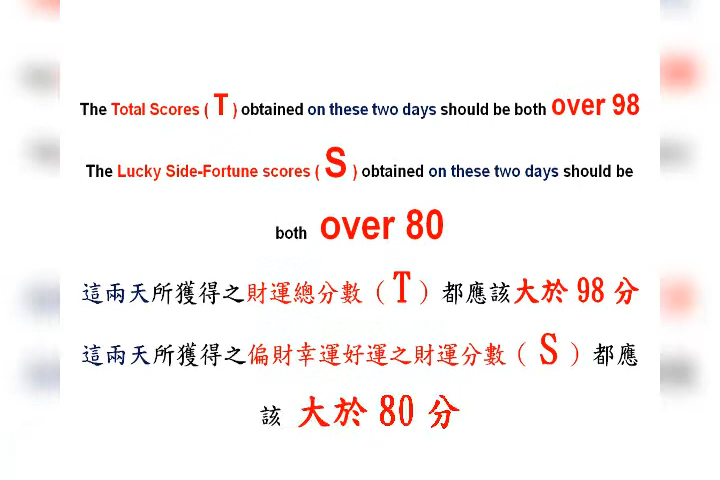 The Total Scores ( T ) obtained on these two days should be both over 98
The Lucky Side-Fortune scores ( S ) obtained on these two days should be
both over 80
這兩天所獲得之財運總分數（T）都應該大於 98 分
這兩天所獲得之偏財幸運好運之財運分數（ S ）都應
該 大於 80 分